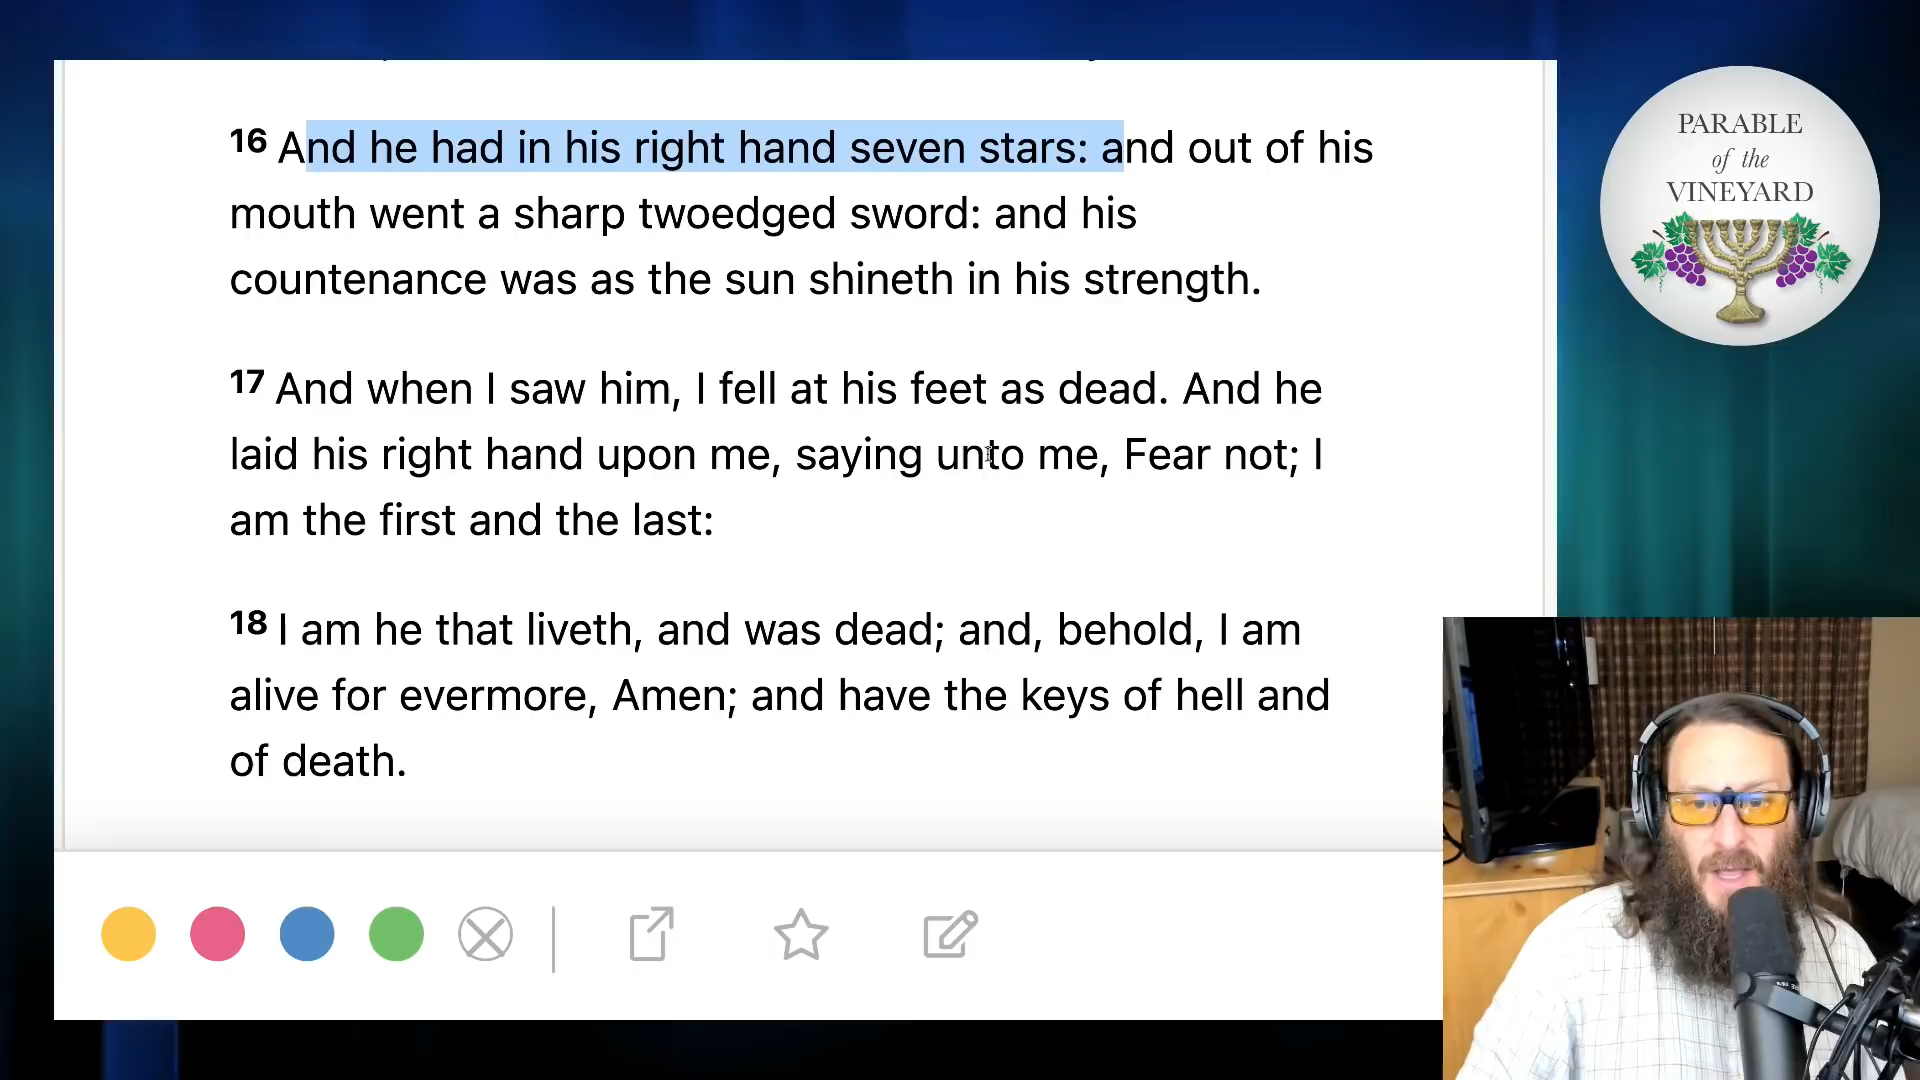 16 And he had in his right hand seven stars: and out of his
mouth went a sharp twoedged sword: and his
countenance was as the sun shineth in his strength.
17 And when I saw him, I fell at his feet as dead. And he
laid his right hand upon me, saying unto me, Fear not; I
am the first and the last:
18 I am he that liveth, and was dead; and, behold, I am
alive for evermore, Amen; and have the keys of hell and
of death.
PARABLE
of the
VINEYARD